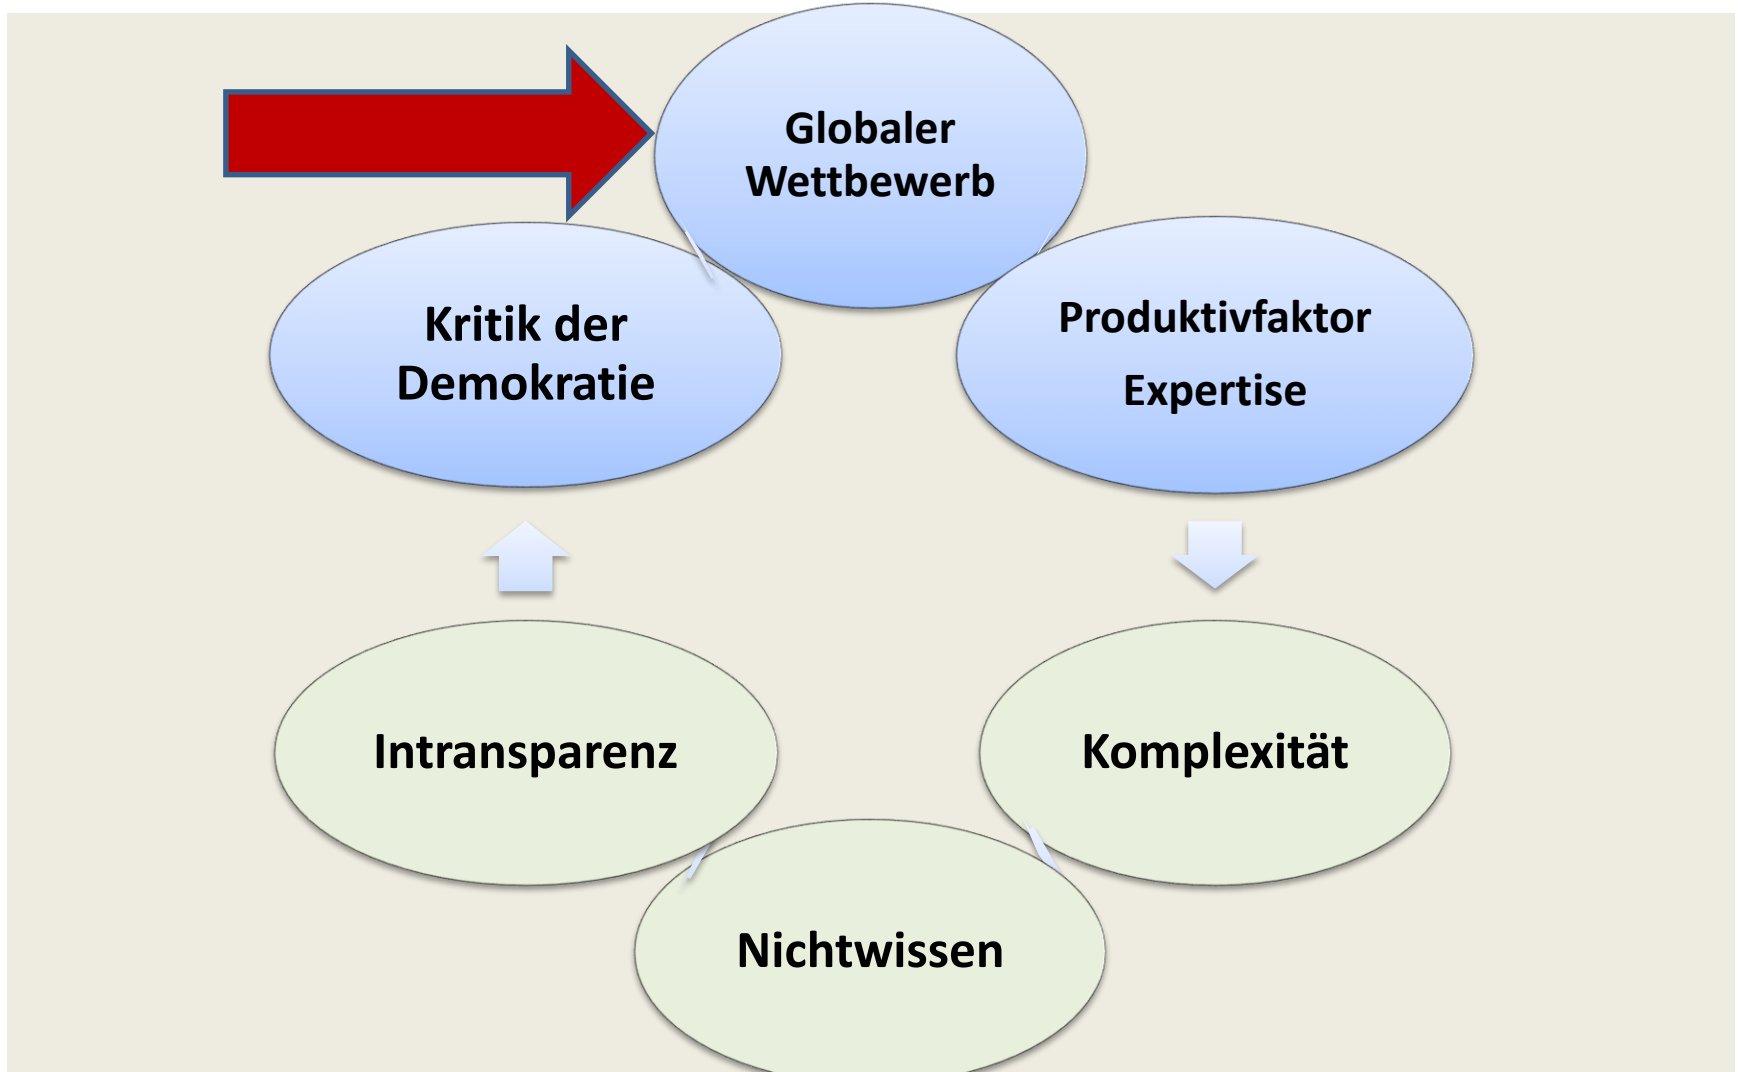 Globaler
Wettbewerb
Kritik der
Demokratie
Produktivfaktor
Expertise
Intransparenz
Komplexität
Nichtwissen